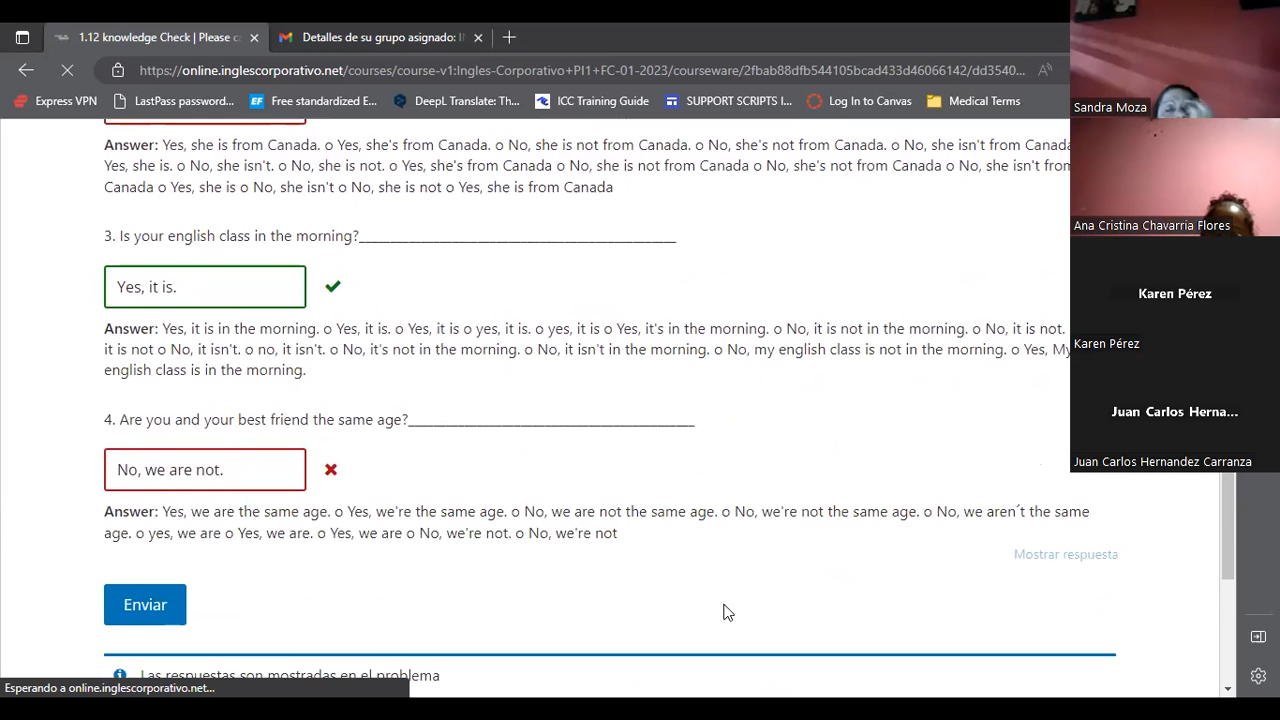 1.12 knowledge Check | Please c
Detalles de su grupo asignado: I
https://online.inglescorporativo.net/courses/course-v1:Ingles-Corporativo+PI1+FC-01-2023/courseware/2fbab88dfb544105bcad433d46066142/dd3540...
Express VPN
LastPass password...
Free standardized E...
DeepL Translate: Th...
ICC Training Guide
SUPPORT SCRIPTS I...
Log In to Canvas
Medical Terms
Answer: Yes, she is from Canada. o Yes, she's from Canada. o No, she is not from Canada. o No, she's not from Canada. o No, she isn't from Canada
Yes, she is. o No, she isn't. o No, she is not. o Yes, she's from Canada o No, she is not from Canada o No, she's not from Canada o No, she isn't from
Canada o Yes, she is o No, she isn't o No, she is not o Yes, she is from Canada
3. Is your english class in the morning?
Yes, it is.
Answer: Yes, it is in the morning. o Yes, it is. o Yes, it is o yes, it is. o yes, it is o Yes, it's in the morning. o No, it is not in the morning. o No, it is not.
it is not o No, it isn't. o no, it isn't. o No, it's not in the morning. o No, it isn't in the morning. o No, my english class is not in the morning. o Yes, My
english class is in the morning.
4. Are you and your best friend the same age?
No, we are not.
Answer: Yes, we are the same age. o Yes, we're the same age. o No, we are not the same age. o No, we're not the same age. o No, we aren´t the same
age. o yes, we are o Yes, we are. o Yes, we are o No, we're not. o No, we're not
Mostrar respuesta
Enviar
Las respuestas son mostradas en el problema
Esperando a online.inglescorporativo.net...
Sandra Moza
Ana Cristina Chavarria Flores
Karen Pérez
Karen Pérez
Juan Carlos Herna...
Juan Carlos Hernandez Carranza